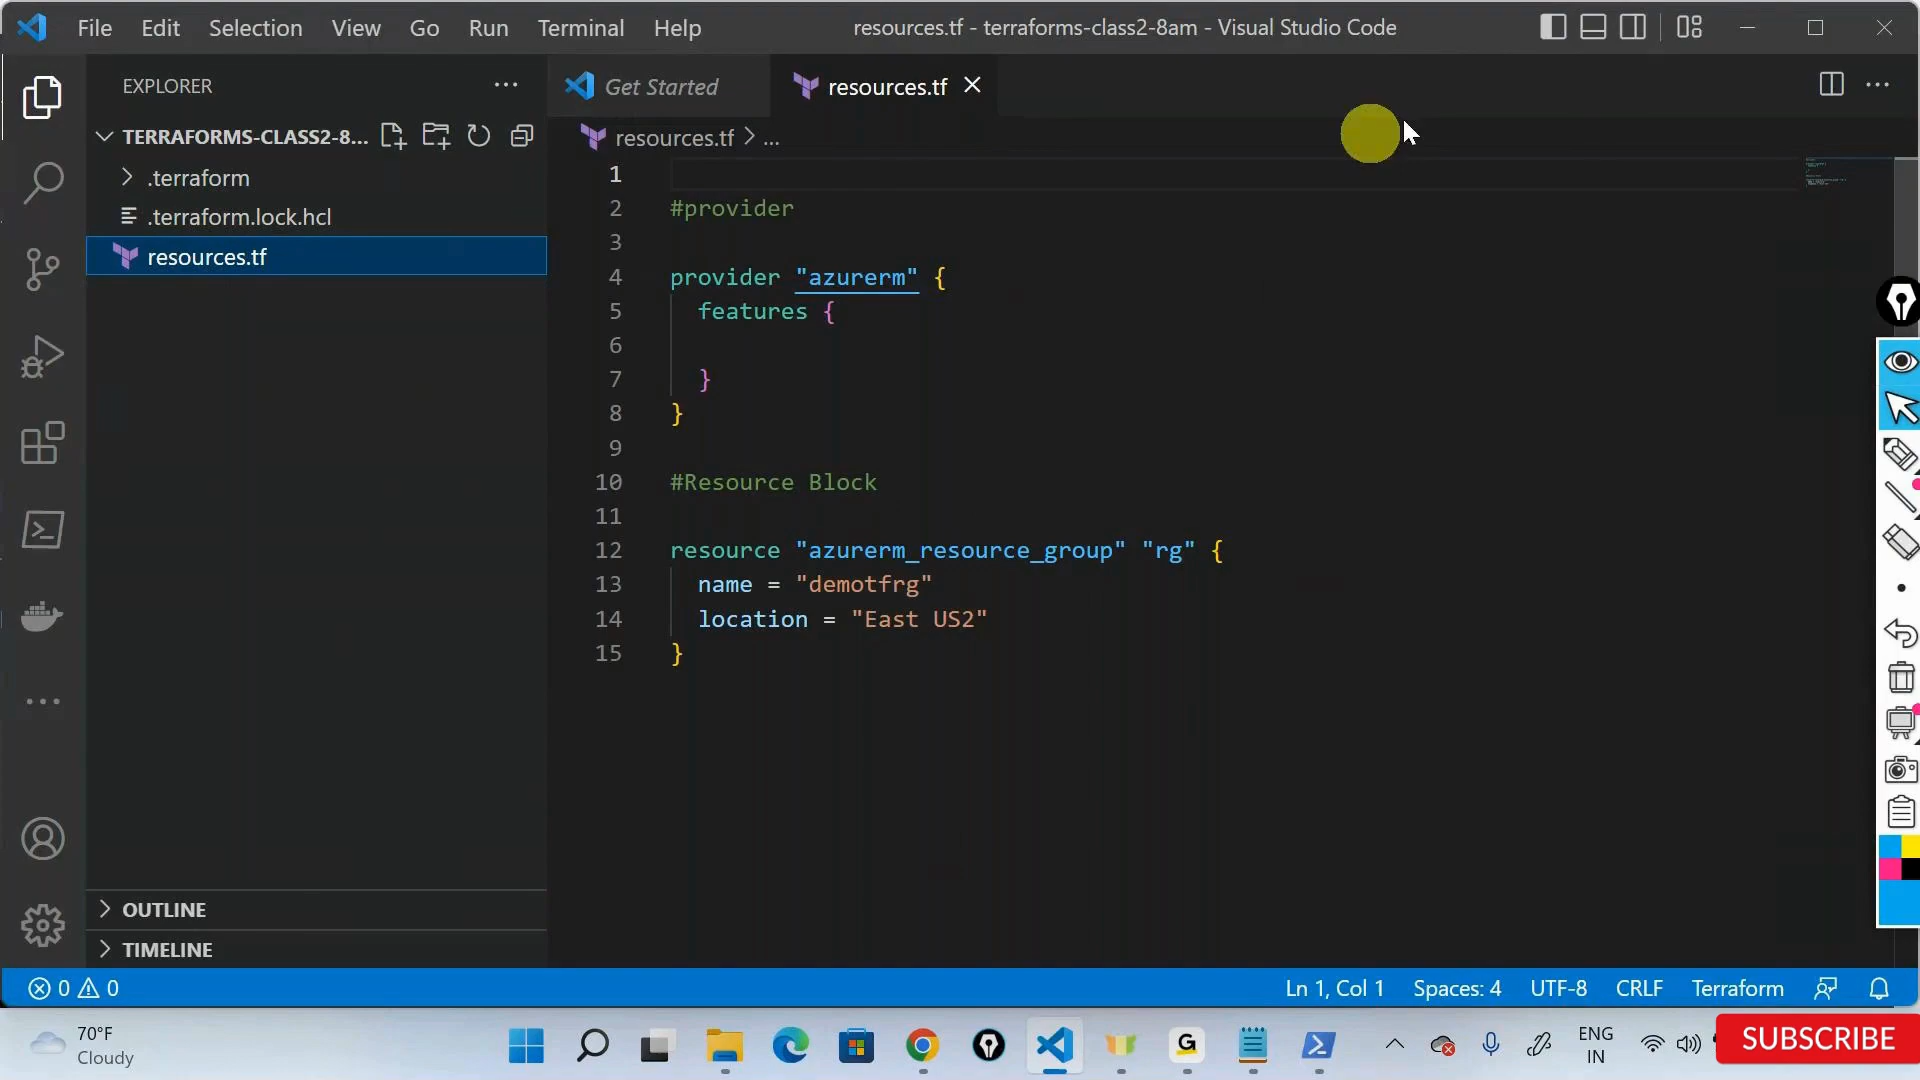 File Edit Selection View Go Run Terminal Help resources.tf - terraforms-class2-8am - Visual Studio Code
EXPLORER
Get Started
resources.tf
TERRAFORMS-CLASS2-8...
resources.tf > ...
.terraform
.terraform.lock.hcl
resources.tf
1
2 #provider
3
4 provider "azurerm" {
5 features {
6
7 }
8 }
9
10 #Resource Block
11
12 resource "azurerm_resource_group" "rg" {
13 name = "demotfrg"
14 location = "East US2"
15 }
OUTLINE
TIMELINE
0 0 Ln 1, Col 1 Spaces: 4 UTF-8 CRLF Terraform
70°F
Cloudy
G
ENG
IN
SUBSCRIBE